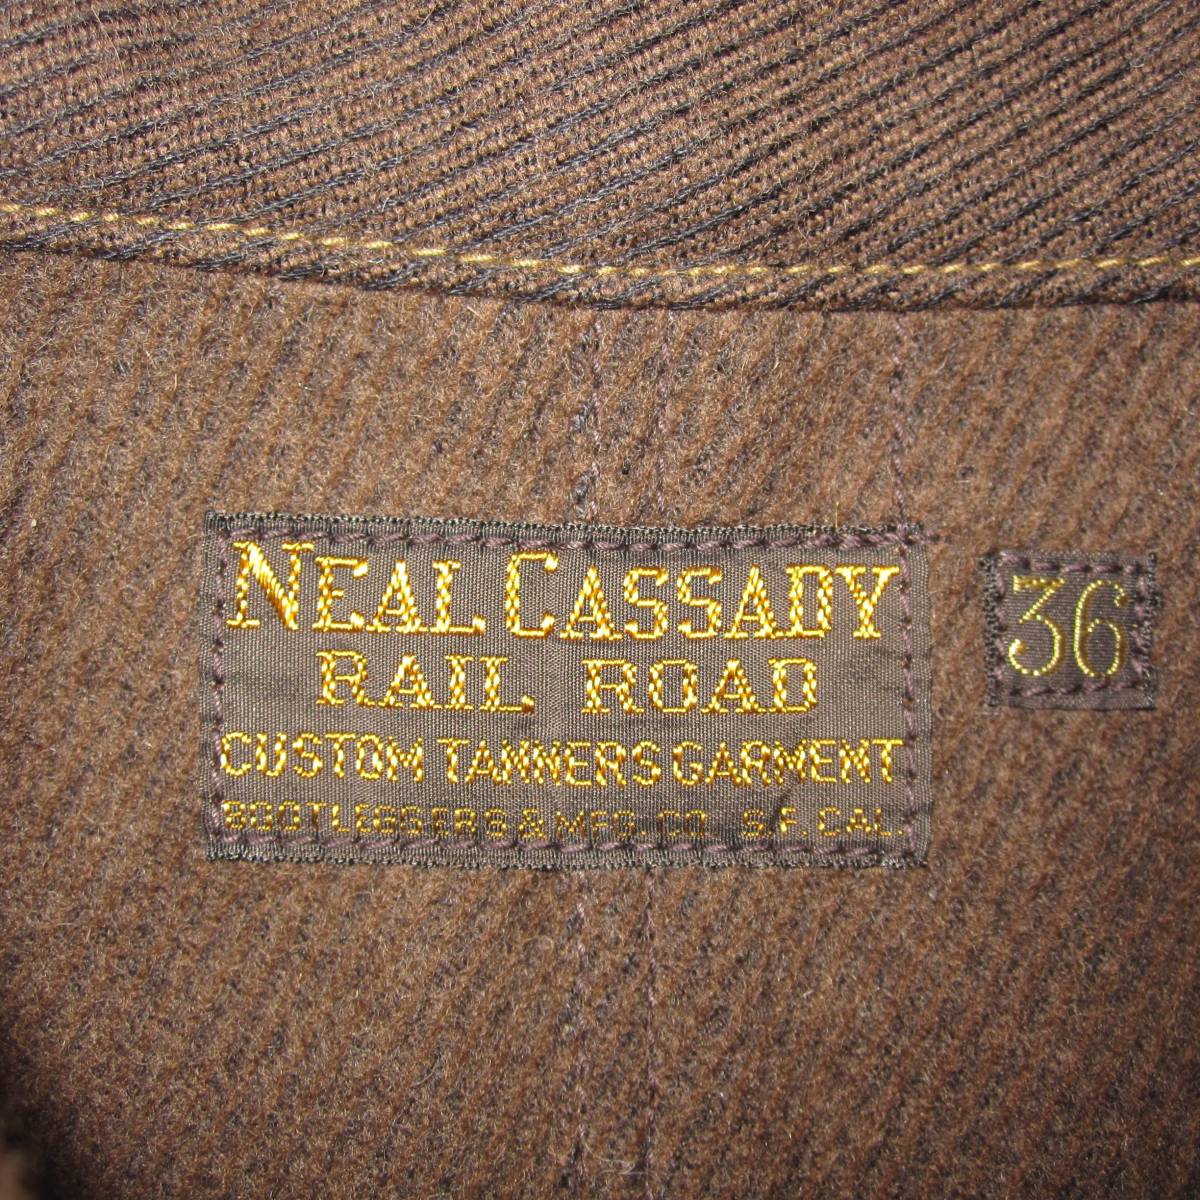 NEAL CASSADY
RAIL ROAD
CUSTOM TANNERS GARMENT
BOOTLEGGERS & MFG. CO. S.F. CAL.
36